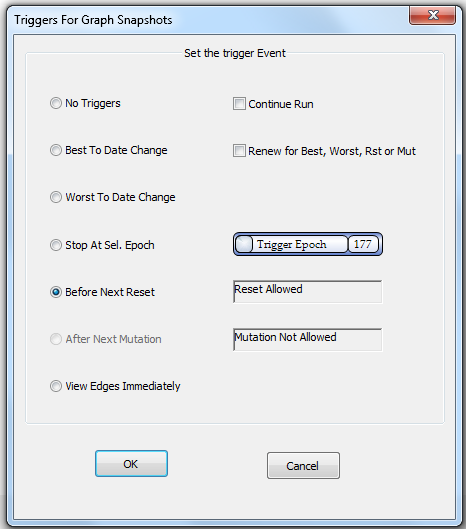 Triggers For Graph Snapshots
Set the trigger Event
No Triggers
Continue Run
Best To Date Change
Renew for Best, Worst, Rst or Mut
Worst To Date Change
Stop At Sel. Epoch
Trigger Epoch 177
Before Next Reset
Reset Allowed
After Next Mutation
Mutation Not Allowed
View Edges Immediately
OK
Cancel